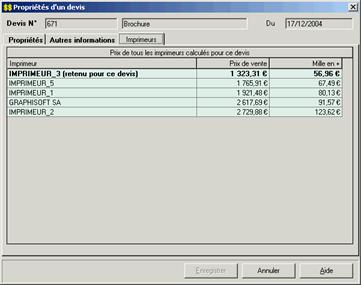 $$ Propriétés d'un devis
Devis N° 671 Brochure Du 17/12/2004
Propriétés Autres informations Imprimeurs
Prix de tous les imprimeurs calculés pour ce devis
Imprimeur Prix de vente Mille en +
IMPRIMEUR_3 (retenu pour ce devis) 1 323,31 € 56,96 €
IMPRIMEUR_5 1 765,91 € 67,49 €
IMPRIMEUR_1 1 921,48 € 80,13 €
GRAPHISOFT SA 2 617,69 € 91,57 €
IMPRIMEUR_2 2 729,88 € 123,62 €
Enregistrer Annuler Aide